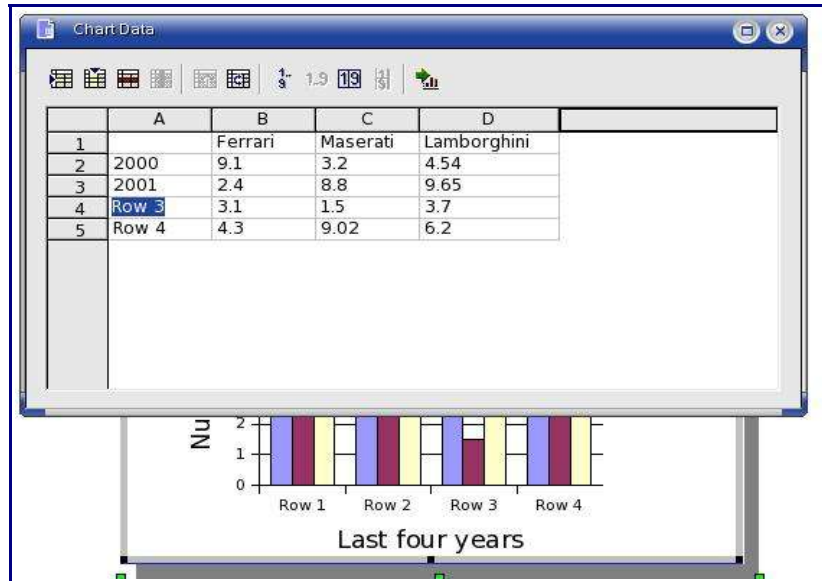 Chart Data
A B C D
1 Ferrari Maserati Lamborghini
2 2000 9.1 3.2 4.54
3 2001 2.4 8.8 9.65
4 Row 3 3.1 1.5 3.7
5 Row 4 4.3 9.02 6.2
Nu
2
1
0
Row 1 Row 2 Row 3 Row 4
Last four years